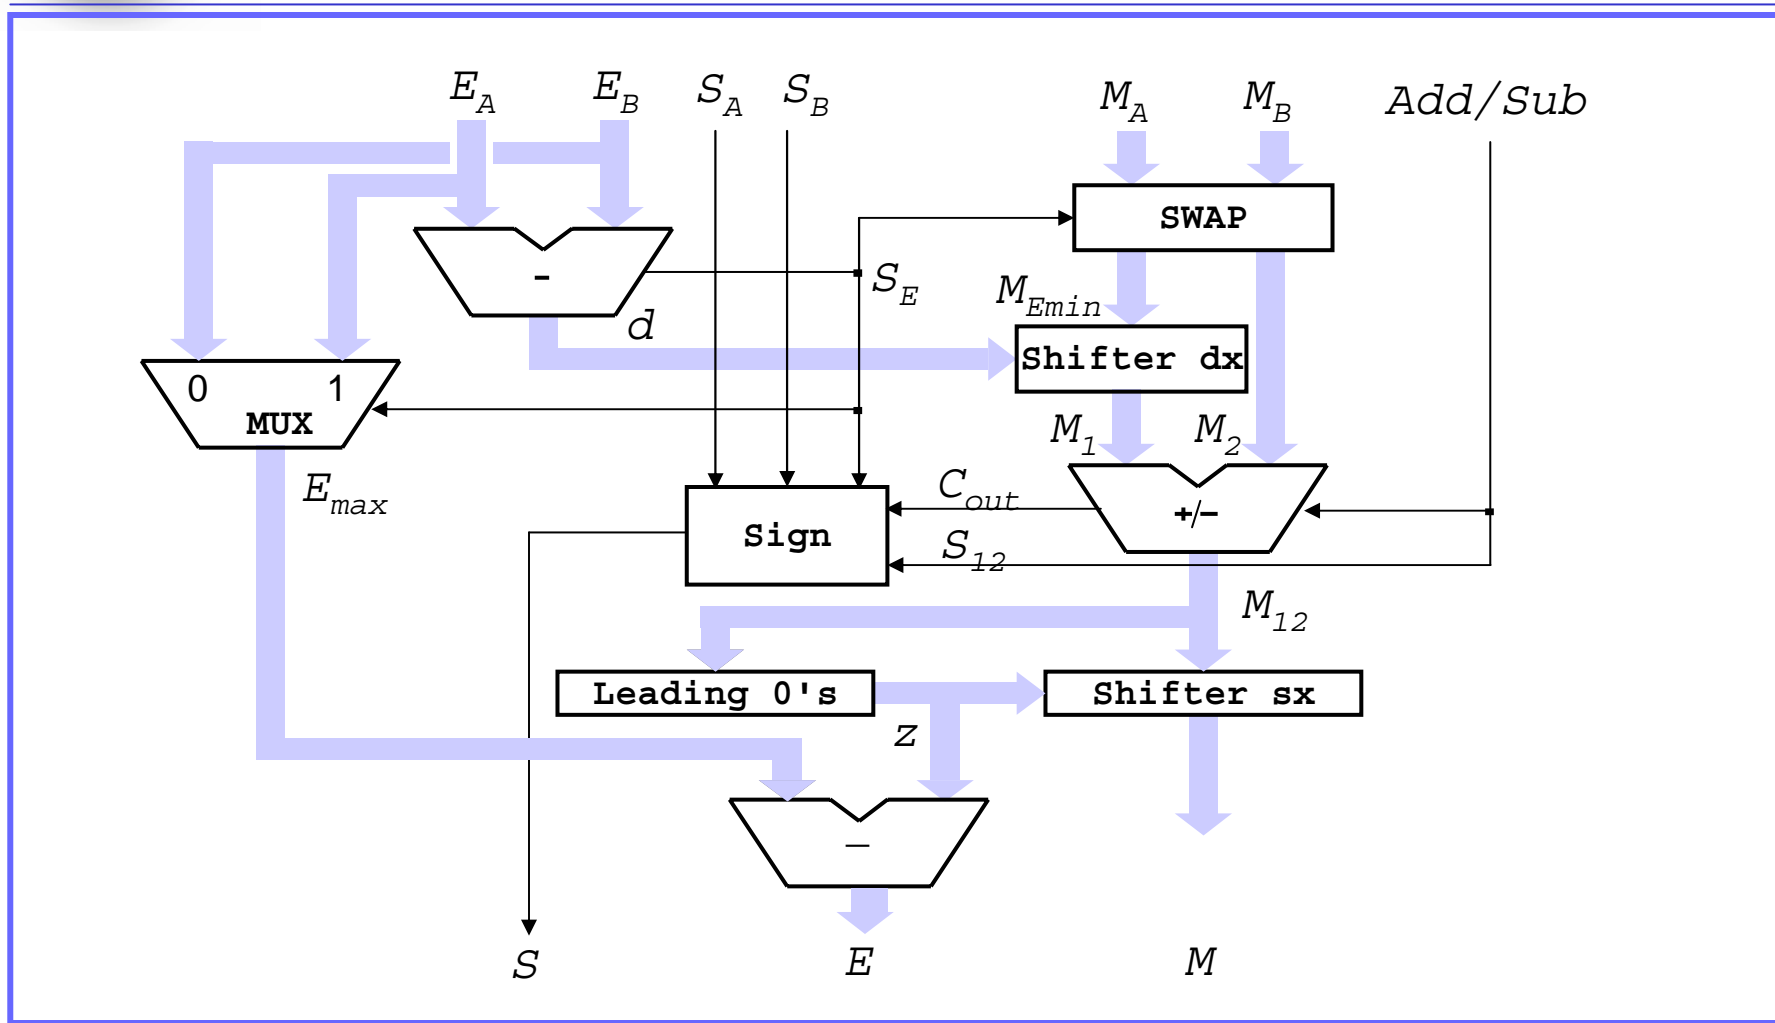 E_A E_B S_A S_B M_A M_B Add/Sub
SWAP
-
S_E
M_Emin
d
Shifter dx
0 1
MUX
M_1 M_2
E_max
C_out
+/-
Sign
S_12
M_12
Leading 0's
Shifter sx
z
–
S E M